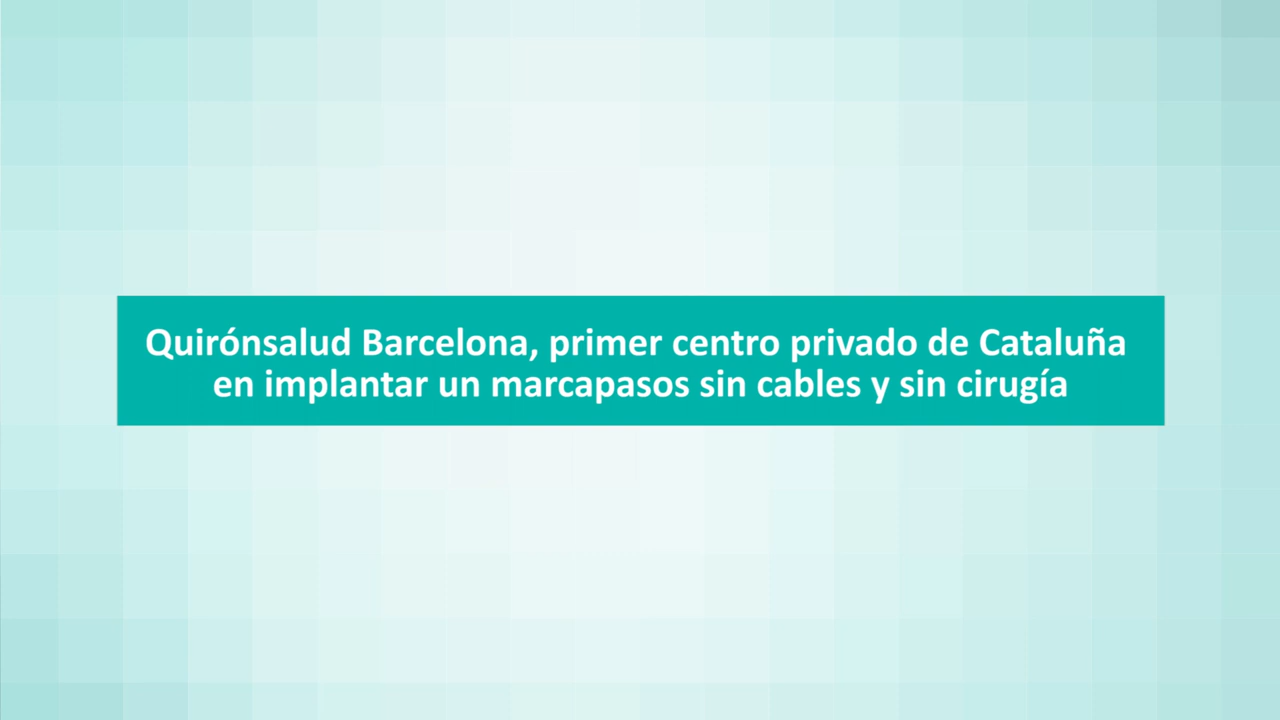 Quirónsalud Barcelona, primer centro privado de Cataluña
en implantar un marcapasos sin cables y sin cirugía